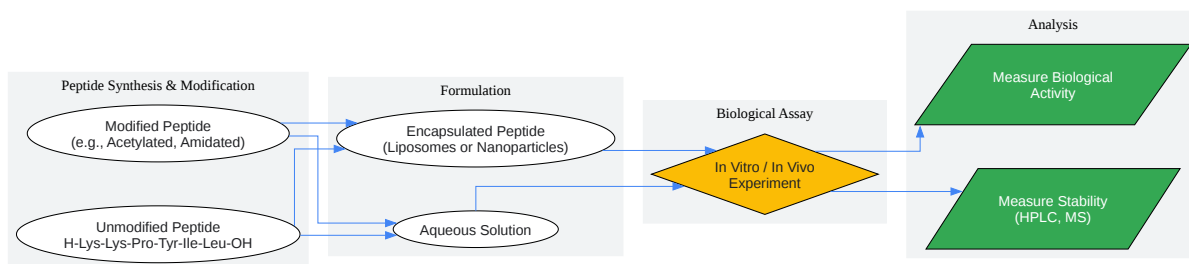 Peptide Synthesis & Modification
Modified Peptide
(e.g., Acetylated, Amidated)
Unmodified Peptide
H-Lys-Lys-Pro-Tyr-Ile-Leu-OH
Formulation
Encapsulated Peptide
(Liposomes or Nanoparticles)
Aqueous Solution
Biological Assay
In Vitro / In Vivo
Experiment
Analysis
Measure Biological
Activity
Measure Stability
(HPLC, MS)